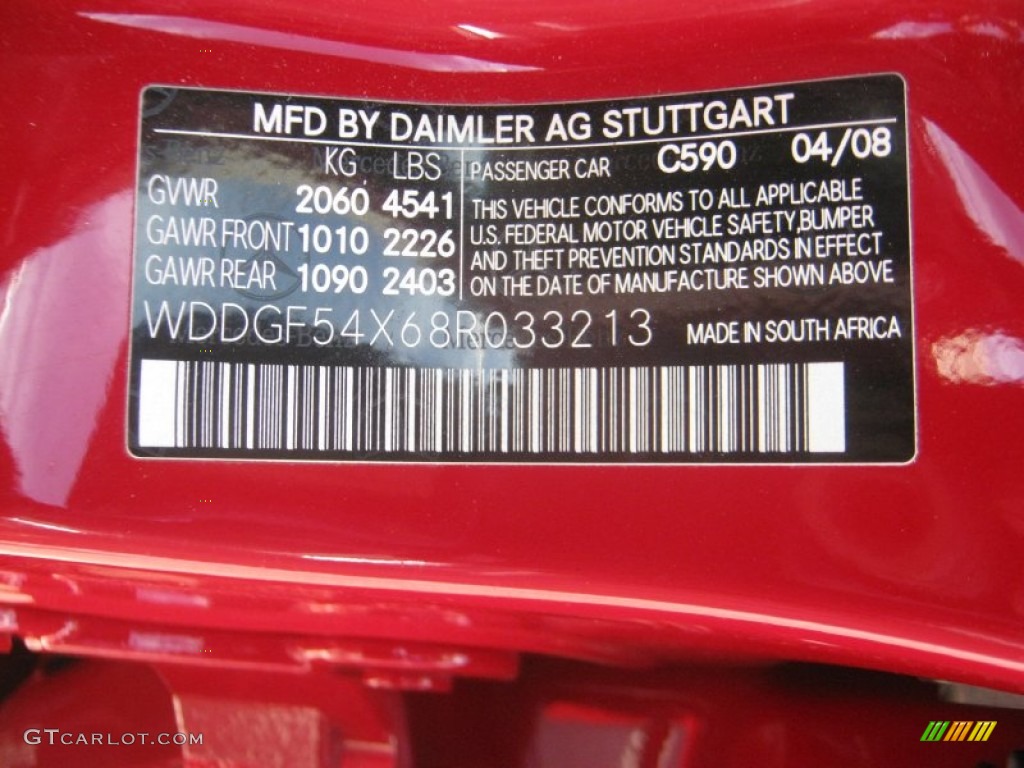 MFD BY DAIMLER AG STUTTGART
KG LBS
GVWR 2060 4541
GAWR FRONT 1010 2226
GAWR REAR 1090 2403
PASSENGER CAR C590 04/08
THIS VEHICLE CONFORMS TO ALL APPLICABLE
U.S. FEDERAL MOTOR VEHICLE SAFETY, BUMPER
AND THEFT PREVENTION STANDARDS IN EFFECT
ON THE DATE OF MANUFACTURE SHOWN ABOVE
WDDGF54X68R033213 MADE IN SOUTH AFRICA
GTCARLOT.COM